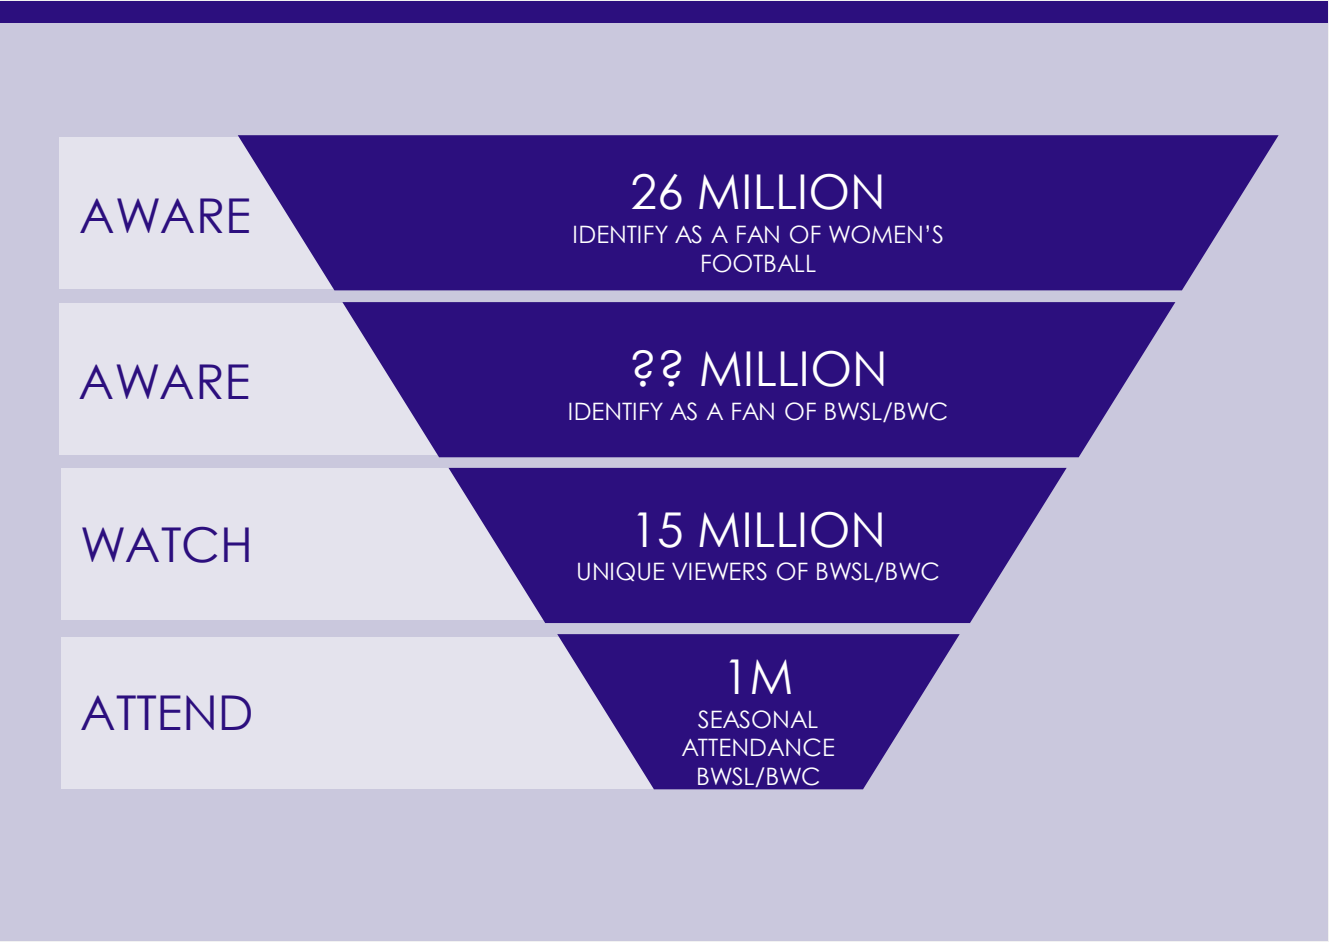 AWARE
26 MILLION
IDENTIFY AS A FAN OF WOMEN'S
FOOTBALL
AWARE
?? MILLION
IDENTIFY AS A FAN OF BWSL/BWC
WATCH
15 MILLION
UNIQUE VIEWERS OF BWSL/BWC
ATTEND
1M
SEASONAL
ATTENDANCE
BWSL/BWC